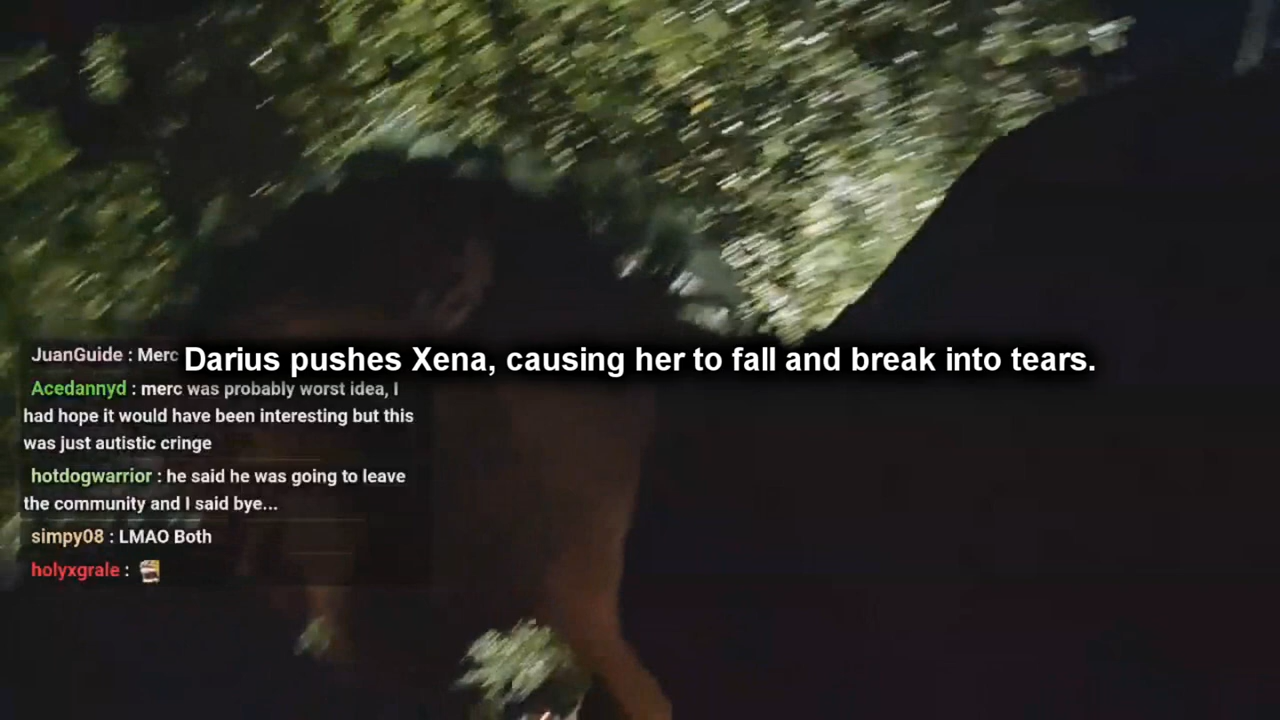 JuanGuide : Merc
Darius pushes Xena, causing her to fall and break into tears.
Acedannyd : merc was probably worst idea, I
had hope it would have been interesting but this
was just autistic cringe
hotdogwarrior : he said he was going to leave
the community and I said bye...
simpy08 : LMAO Both
holyxgrale :